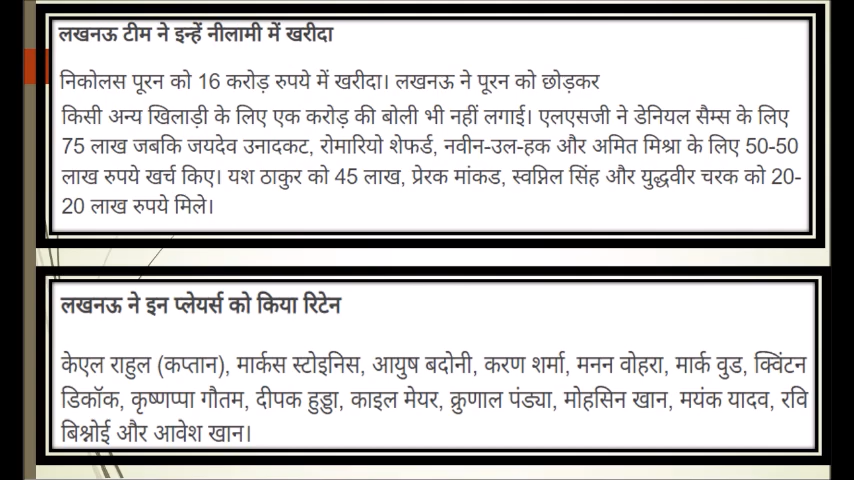 लखनऊ टीम ने इन्हें नीलामी में खरीदा
निकोलस पूरन को 16 करोड़ रुपये में खरीदा। लखनऊ ने पूरन को छोड़कर
किसी अन्य खिलाड़ी के लिए एक करोड़ की बोली भी नहीं लगाई। एलएसजी ने डेनियल सैम्स के लिए
75 लाख जबकि जयदेव उनादकट, रोमारियो शेफर्ड, नवीन-उल-हक और अमित मिश्रा के लिए 50-50
लाख रुपये खर्च किए। यश ठाकुर को 45 लाख, प्रेरक मांकड, स्वप्निल सिंह और युद्धवीर चरक को 20-
20 लाख रुपये मिले।
लखनऊ ने इन प्लेयर्स को किया रिटेन
केएल राहुल (कप्तान), मार्कस स्टोइनिस, आयुष बदोनी, करण शर्मा, मनन वोहरा, मार्क वुड, क्विंटन
डिकॉक, कृष्णप्पा गौतम, दीपक हुड्डा, काइल मेयर, क्रुणाल पंड्या, मोहसिन खान, मयंक यादव, रवि
बिश्नोई और आवेश खान।